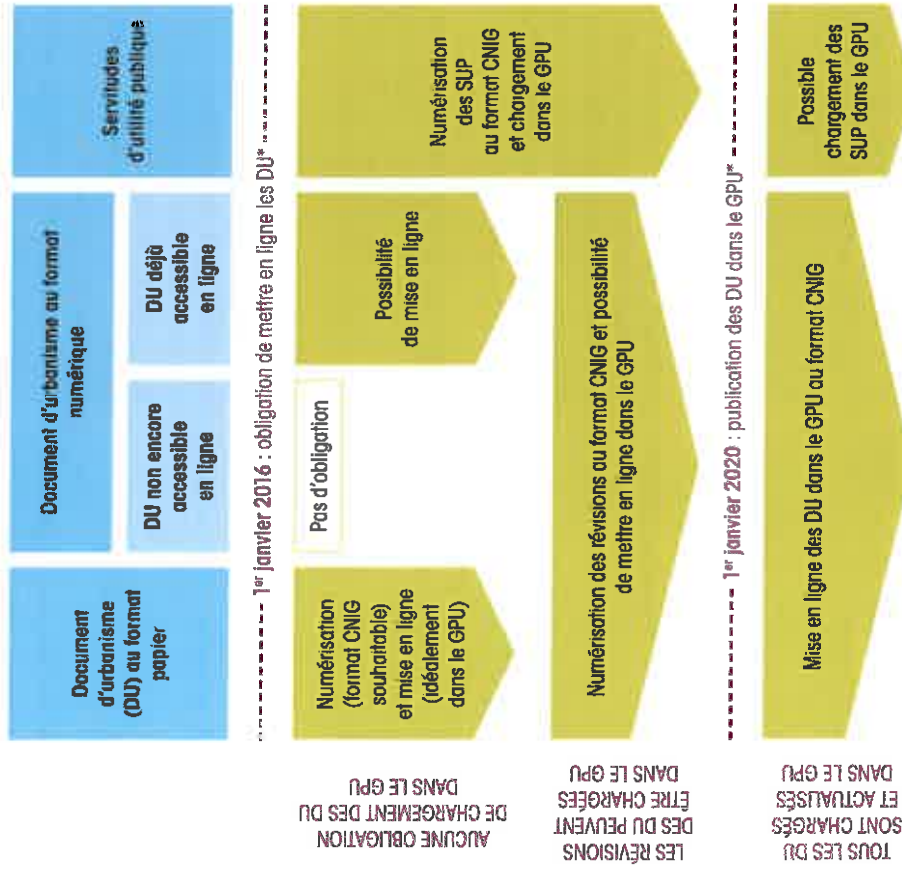 Document
d'urbanisme
(DU) au format
papier
Document d'urbanisme au format
numérique
DU non encore
accessible
en ligne
DU déjà
accessible
en ligne
Servitudes
d'utilité publique
1er janvier 2016 : obligation de mettre en ligne les DU*
AUCUNE OBLIGATION
DE CHARGEMENT DES DU
DANS LE GPU
Numérisation
(format CNIG
souhaitable)
et mise en ligne
(idéalement
dans le GPU)
Pas d'obligation
Possibilité
de mise en ligne
Numérisation
des SUP
au format CNIG
et chargement
dans le GPU
LES RÉVISIONS
DES DU PEUVENT
ÊTRE CHARGÉES
DANS LE GPU
Numérisation des révisions au format CNIG et possibilité
de mettre en ligne dans le GPU
1er janvier 2020 : publication des DU dans le GPU*
TOUS LES DU
SONT CHARGÉS
ET ACTUALISÉS
DANS LE GPU
Mise en ligne des DU dans le GPU au format CNIG
Possible
chargement des
SUP dans le GPU